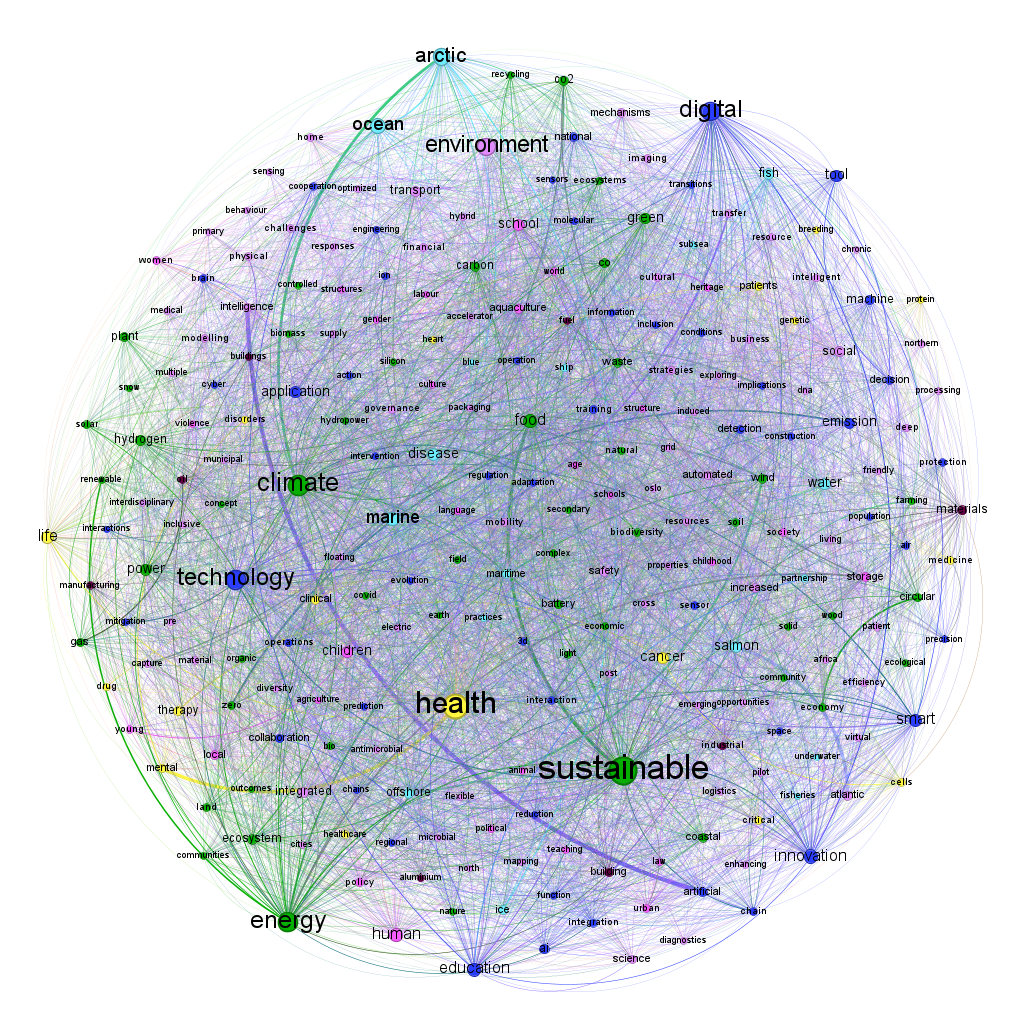 arctic
recycling
co2
digital
mechanisms
ocean
home
environment
national
imaging
sensing
cooperation
optimized
transport
sensors
ecosystems
transitions
fish
tool
behaviour
challenges
hybrid
school
molecular
green
transfer
primary
physical
responses
engineering
financial
subsea
resource
breeding
chronic
women
brain
controlled
structures
ion
carbon
labour
world
co
cultural
heritage
patients
intelligent
machine
protein
medical
intelligence
gender
accelerator
aquaculture
fuel
information
inclusion
conditions
genetic
business
plant
modelling
biomass
supply
heart
social
northern
multiple
buildings
silicon
blue
operation
ship
waste
strategies
exploring
snow
cyber
application
action
culture
implications
dna
decision
processing
solar
violence
disorders
hydropower
governance
packaging
food
training
structure
induced
emission
deep
hydrogen
municipal
intervention
disease
age
natural
grid
detection
construction
friendly
protection
renewable
oil
climate
regulation
adaptation
schools
oslo
automated
wind
water
interdisciplinary
concept
marine
language
mobility
secondary
resources
soil
population
farming
materials
life
interactions
inclusive
floating
field
complex
biodiversity
society
living
air
medicine
power
technology
evolution
maritime
safety
properties
childhood
partnership
increased
storage
manufacturing
clinical
covid
earth
practices
battery
cross
sensor
wood
circular
mitigation
pre
electric
economic
solid
patient
precision
gas
operations
children
3d
light
cancer
salmon
africa
ecological
capture
material
organic
post
community
efficiency
drug
diversity
agriculture
health
interaction
emerging
opportunities
economy
therapy
zero
prediction
young
collaboration
bio
antimicrobial
industrial
space
virtual
smart
local
mental
animal
sustainable
pilot
underwater
cells
outcomes
integrated
chains
offshore
flexible
logistics
fisheries
atlantic
land
reduction
critical
ecosystem
cities
healthcare
regional
microbial
political
coastal
communities
teaching
mapping
law
enhancing
innovation
policy
aluminium
north
building
artificial
function
energy
nature
ice
urban
chain
human
integration
ai
diagnostics
education
science